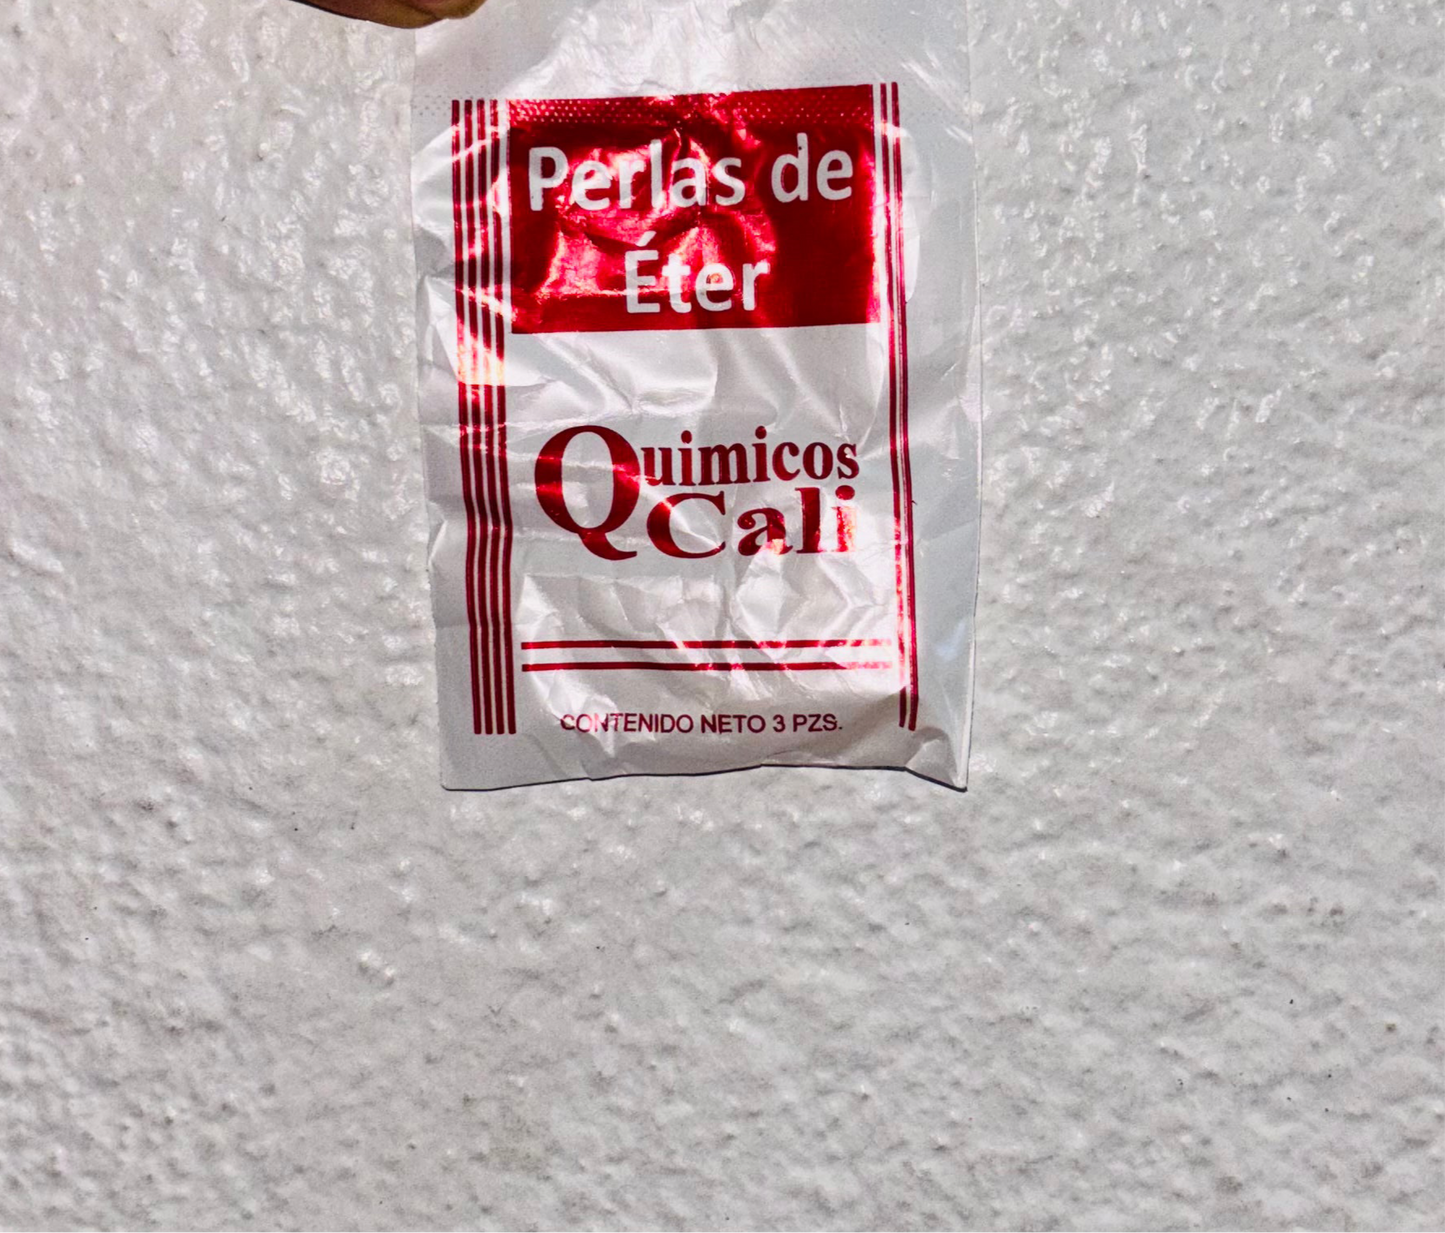 Perlas de
Éter
Quimicos
Cali
CONTENIDO NETO 3 PZS.